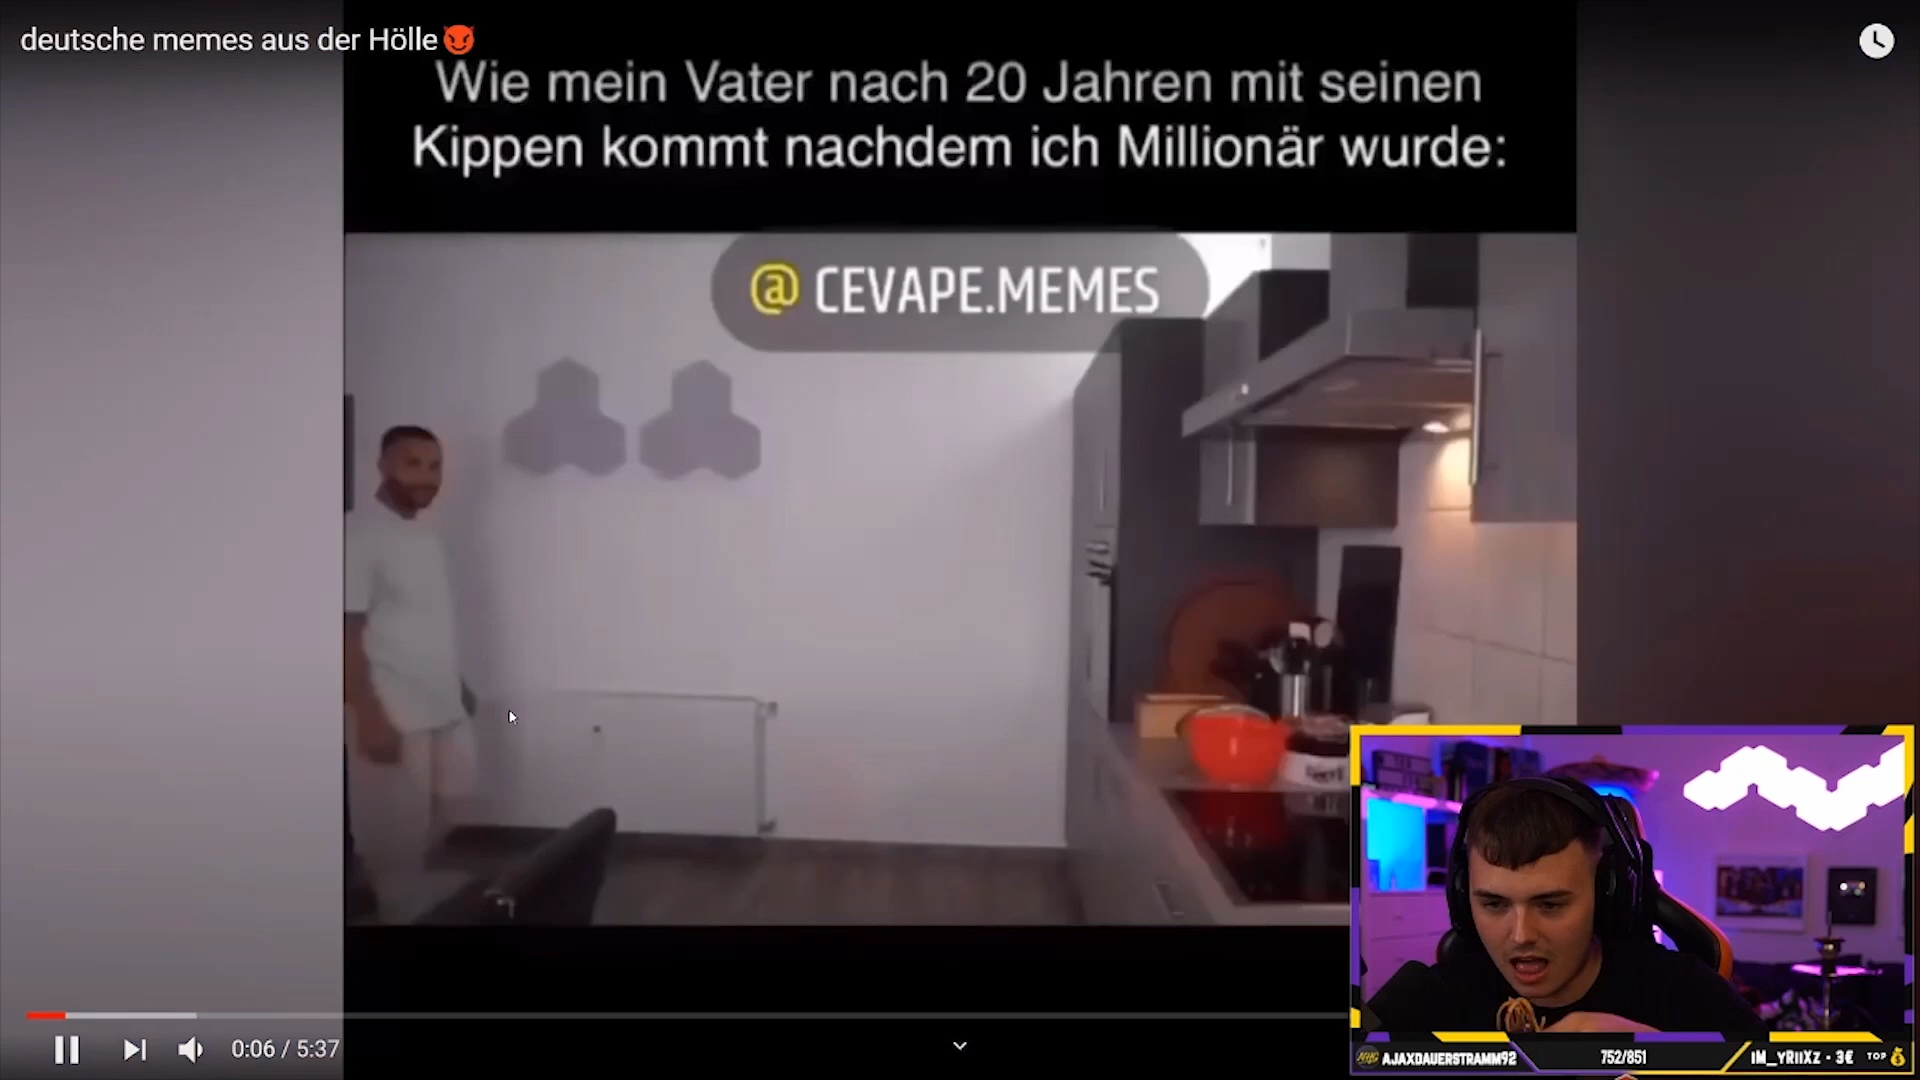 deutsche memes aus der Hölle😈
Wie mein Vater nach 20 Jahren mit seinen
Kippen kommt nachdem ich Millionär wurde:
@ CEVAPE.MEMES
0:06 / 5:37
AJAXDAUERSTRAMM92
752/851
iM_YRiiXZ - 3€
TOP